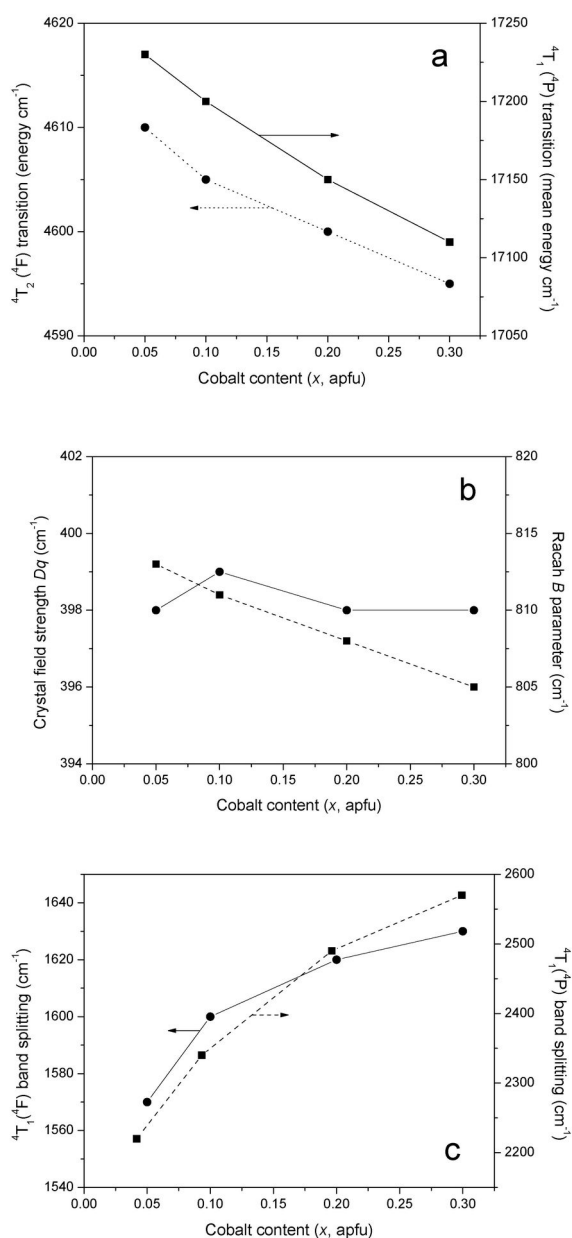 a
4620
4610
4600
4590
⁴T₂ (⁴F) transition (energy cm⁻¹)
17250
17200
17150
17100
17050
⁴T₁ (⁴P) transition
(mean energy cm⁻¹)
0.00 0.05 0.10 0.15 0.20 0.25 0.30
Cobalt content (x, apfu)
b
402
400
398
396
394
Crystal field strength Dq (cm⁻¹)
820
815
810
805
800
Racah B parameter (cm⁻¹)
0.00 0.05 0.10 0.15 0.20 0.25 0.30
Cobalt content (x, apfu)
c
1640
1620
1600
1580
1560
1540
⁴T₁(⁴F) band splitting (cm⁻¹)
2600
2500
2400
2300
2200
⁴T₁(⁴P) band splitting
(cm⁻¹)
0.00 0.05 0.10 0.15 0.20 0.25 0.30
Cobalt content (x, apfu)